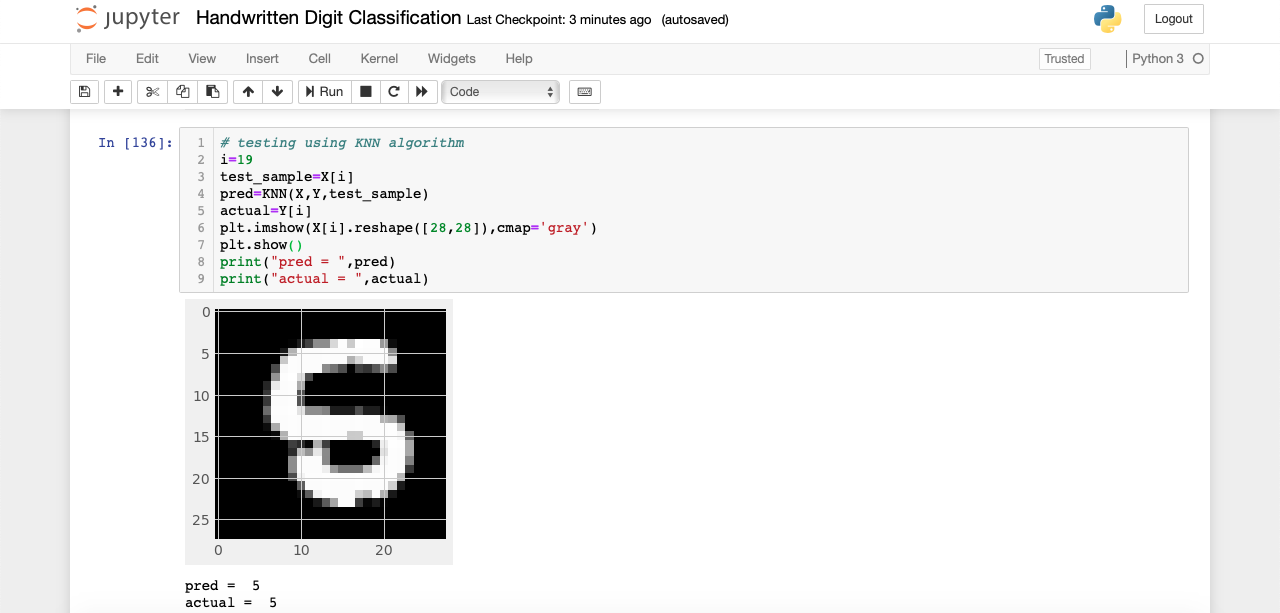 jupyter Handwritten Digit Classification Last Checkpoint: 3 minutes ago (autosaved)
Logout
File Edit View Insert Cell Kernel Widgets Help
Trusted
Python 3
Run
Code
In [136]:
1 # testing using KNN algorithm
2 i=19
3 test_sample=X[i]
4 pred=KNN(X,Y,test_sample)
5 actual=Y[i]
6 plt.imshow(X[i].reshape([28,28]),cmap='gray')
7 plt.show()
8 print("pred = ",pred)
9 print("actual = ",actual)
0
5
10
15
20
25
0 10 20
pred =  5
actual =  5